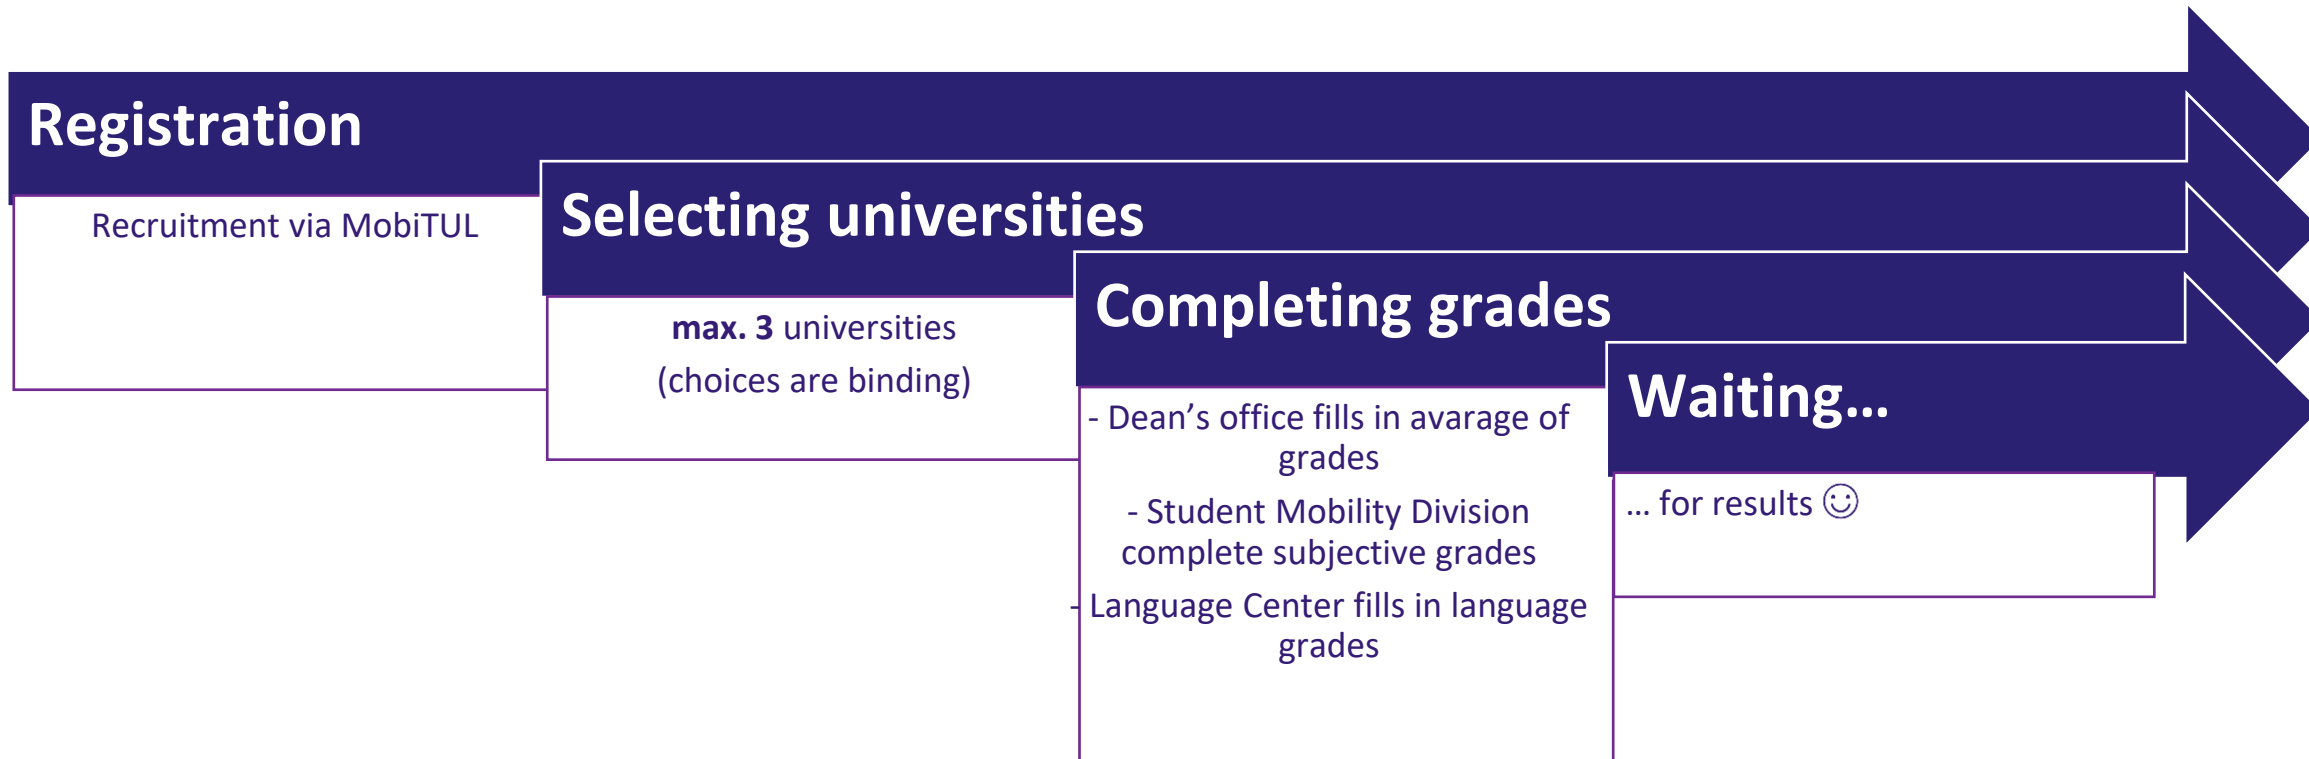 Registration
Recruitment via MobiTUL
Selecting universities
max. 3 universities
(choices are binding)
Completing grades
- Dean’s office fills in avarage of
grades
- Student Mobility Division
complete subjective grades
- Language Center fills in language
grades
Waiting...
... for results ☺